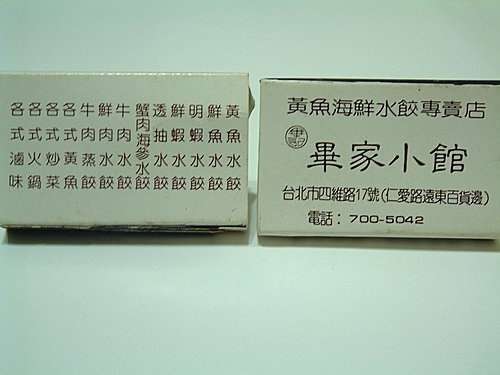 黃魚水餃
鮮魚水餃
明蝦水餃
鮮蝦水餃
透抽水餃
蟹肉海參水餃
牛肉水餃
鮮肉水餃
牛肉蒸餃
各式黃魚
各式炒菜
各式火鍋
各式滷味
黃魚海鮮水餃專賣店
畢記
畢家小館
台北市四維路17號(仁愛路遠東百貨邊)
電話：700-5042